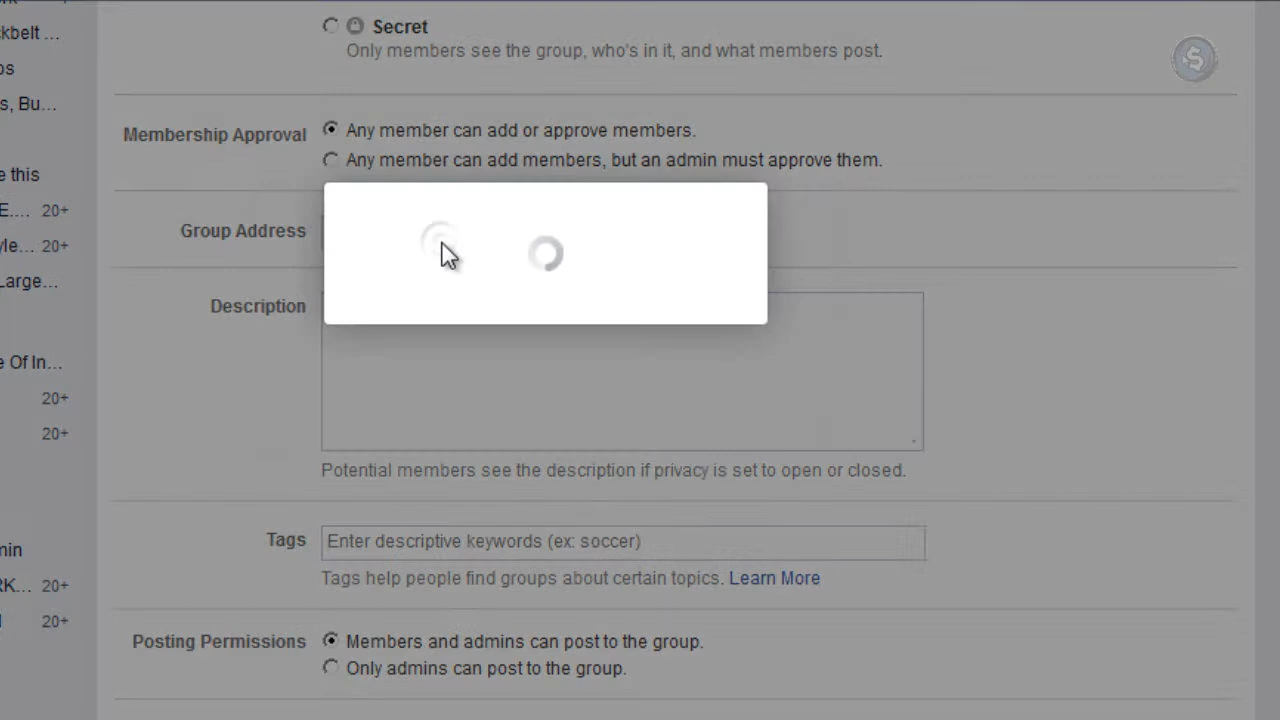 Secret
ckbelt ...
Only members see the group, who's in it, and what members post.
ps
$
s, Bu...
Membership Approval
Any member can add or approve members.
Any member can add members, but an admin must approve them.
e this
E.... 20+
Group Address
yle... 20+
Large...
Description
e Of In...
20+
20+
Potential members see the description if privacy is set to open or closed.
Tags
Enter descriptive keywords (ex: soccer)
min
Tags help people find groups about certain topics. Learn More
RK... 20+
20+
Posting Permissions
Members and admins can post to the group.
Only admins can post to the group.